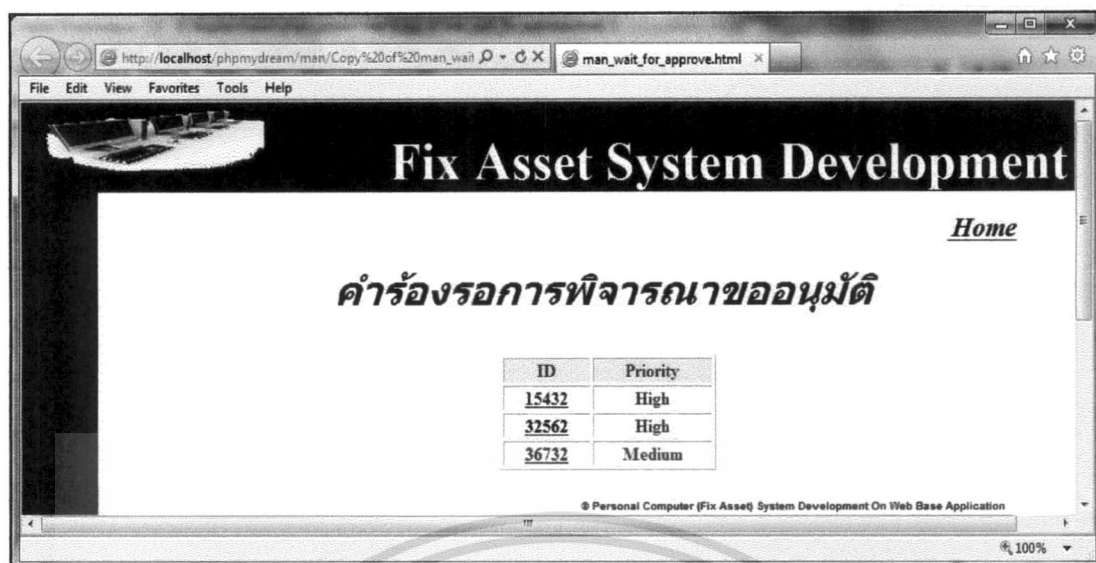 http://localhost/phpmydream/man/Copy%20of%20man_wait
man_wait_for_approve.html
File Edit View Favorites Tools Help
Fix Asset System Development
Home
คำร้องรอการพิจารณาขออนุมัติ
ID Priority
15432 High
32562 High
36732 Medium
© Personal Computer (Fix Asset) System Development On Web Base Application
100%